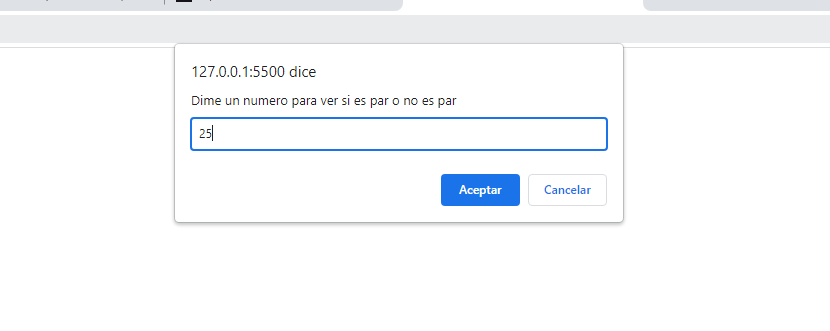 127.0.0.1:5500 dice
Dime un numero para ver si es par o no es par
25
Aceptar
Cancelar